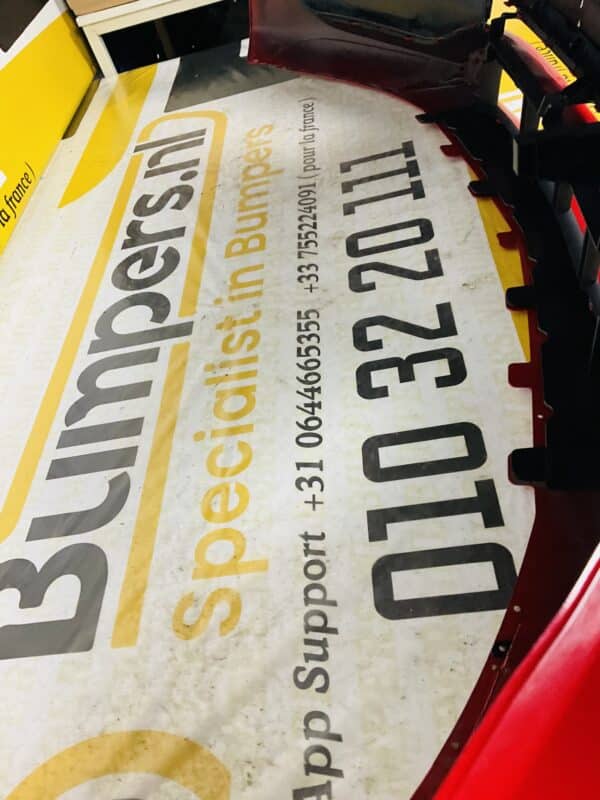 Bumpers.nl
Specialist in Bumpers
App Support +31 0644665355 +33 755224091 ( pour la france )
010 32 20 111
la france )